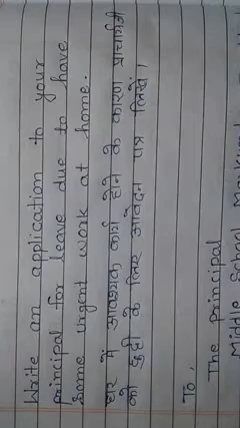 Write an application to your
principal for leave due to have
some urgent work at home.
घर में आवश्यक कार्य होने के कारण प्राचार्यजी
को छुट्टी के लिए आवेदन पत्र लिखें।
To,
The principal
Middle School